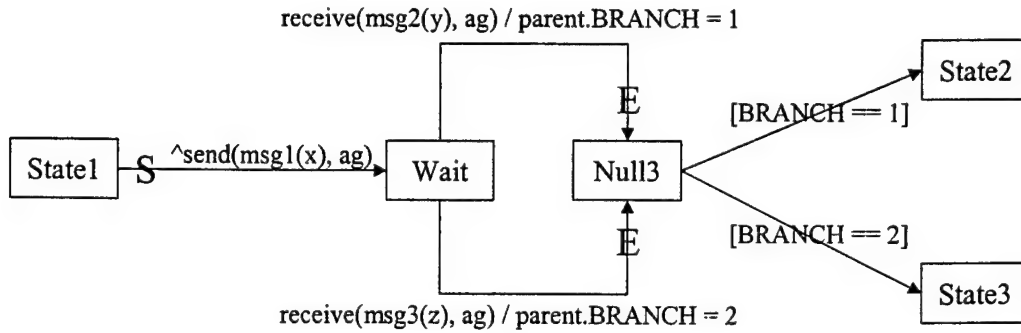 receive(msg2(y), ag) / parent.BRANCH = 1
State2
E
[BRANCH == 1]
State1
S
^send(msg1(x), ag)
Wait
Null3
[BRANCH == 2]
E
State3
receive(msg3(z), ag) / parent.BRANCH = 2